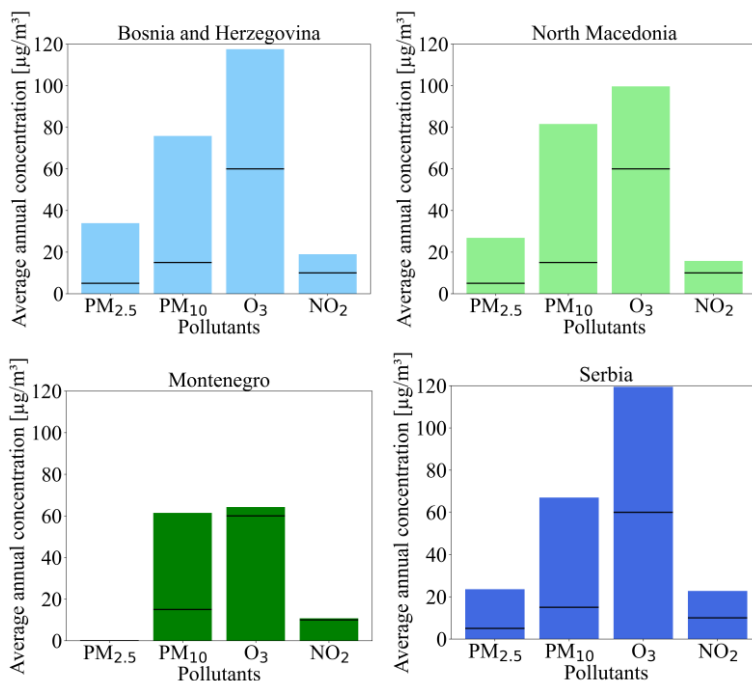 Bosnia and Herzegovina
Average annual concentration [µg/m³]
120
100
80
60
40
20
0
PM₂.₅ PM₁₀ O₃ NO₂
Pollutants
North Macedonia
Average annual concentration [µg/m³]
120
100
80
60
40
20
0
PM₂.₅ PM₁₀ O₃ NO₂
Pollutants
Montenegro
Average annual concentration [µg/m³]
120
100
80
60
40
20
0
PM₂.₅ PM₁₀ O₃ NO₂
Pollutants
Serbia
Average annual concentration [µg/m³]
120
100
80
60
40
20
0
PM₂.₅ PM₁₀ O₃ NO₂
Pollutants